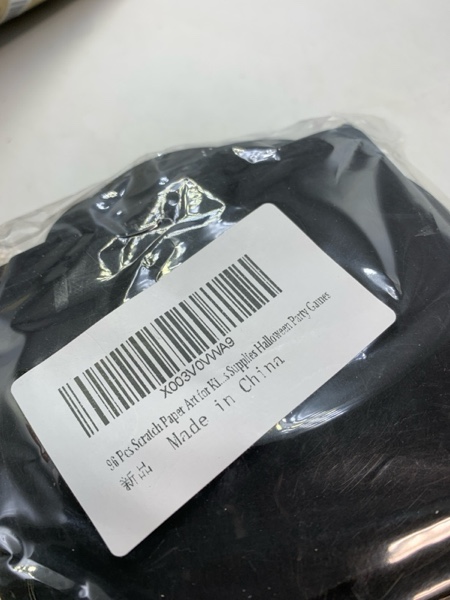 X003V0VWA9
96 Pcs Scratch Paper Art for Ki...s Supplies Halloween Party Games
新品 Made in China